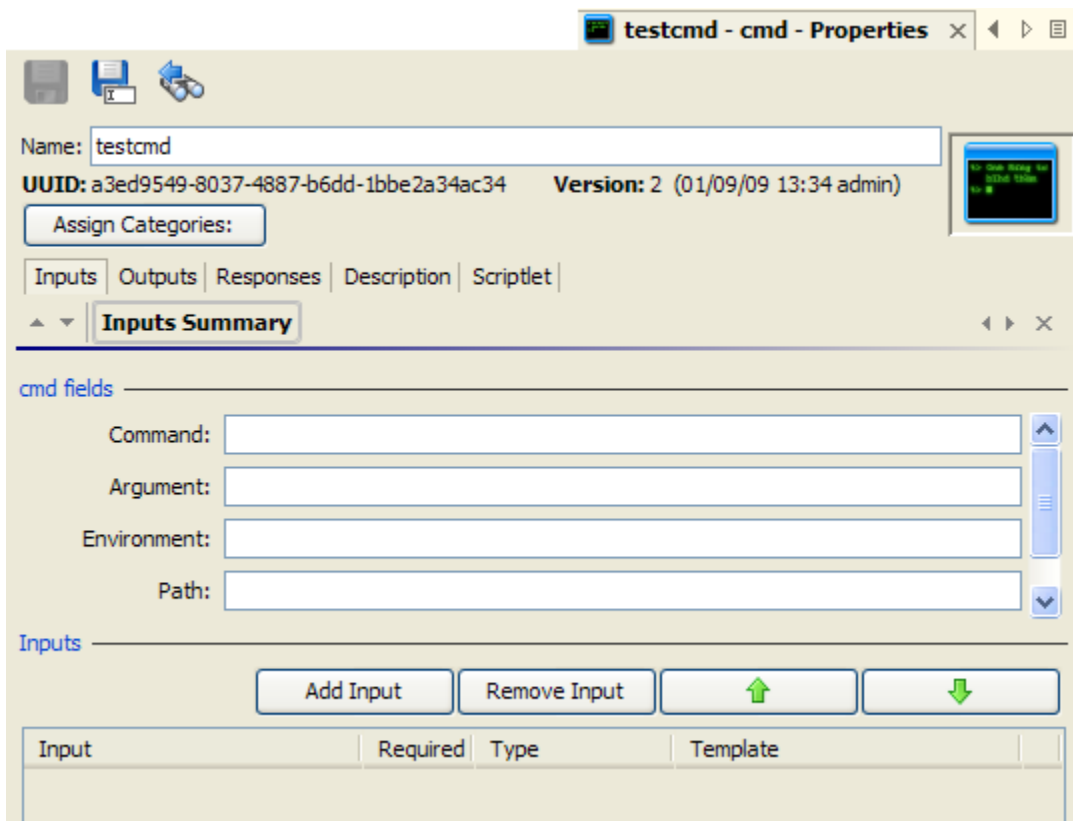 testcmd - cmd - Properties
Name: testcmd
UUID: a3ed9549-8037-4887-b6dd-1bbe2a34ac34 Version: 2 (01/09/09 13:34 admin)
Assign Categories:
Inputs Outputs Responses Description Scriptlet
Inputs Summary
cmd fields
Command:
Argument:
Environment:
Path:
Inputs
Add Input Remove Input
Input Required Type Template